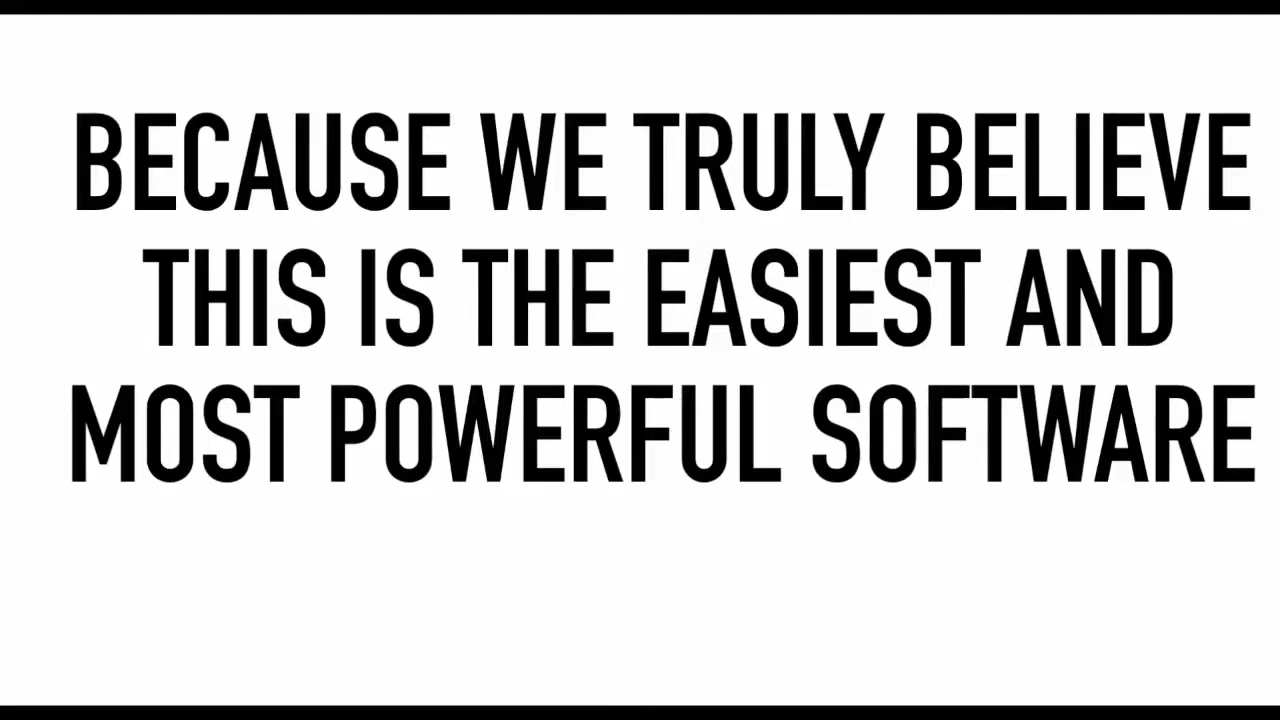 BECAUSE WE TRULY BELIEVE
THIS IS THE EASIEST AND
MOST POWERFUL SOFTWARE